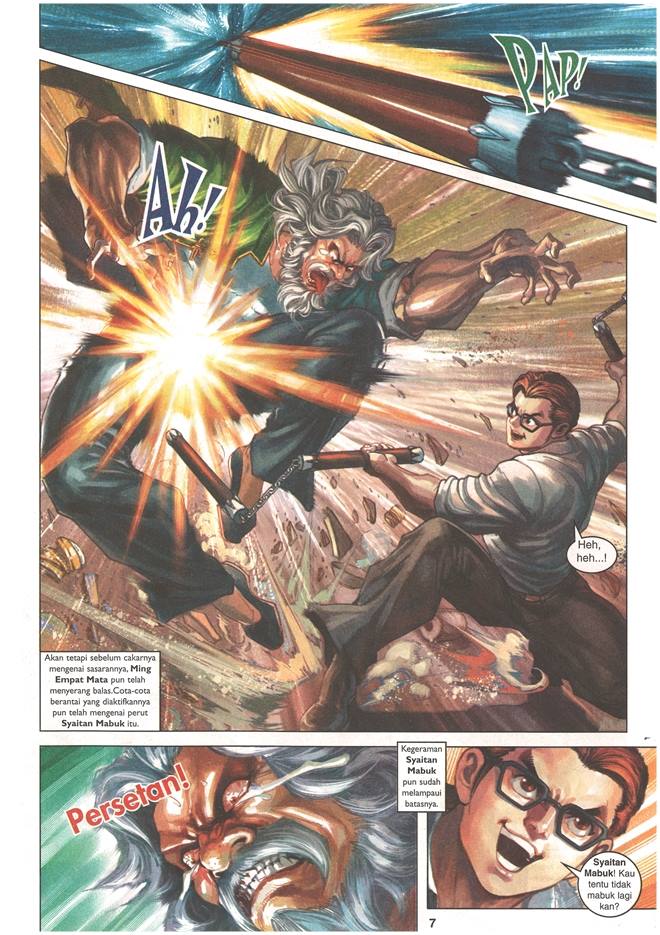 PAP!
Ah!
Heh,
heh...!
Akan tetapi sebelum cakarnya
mengenai sasarannya, Ming
Empat Mata pun telah
menyerang balas.Cota-cota
berantai yang diaktifkannya
pun telah mengenai perut
Syaitan Mabuk itu.
Persetan!
Kegeraman
Syaitan
Mabuk
pun sudah
melampaui
batasnya.
Syaitan
Mabuk! Kau
tentu tidak
mabuk lagi
kan?
7